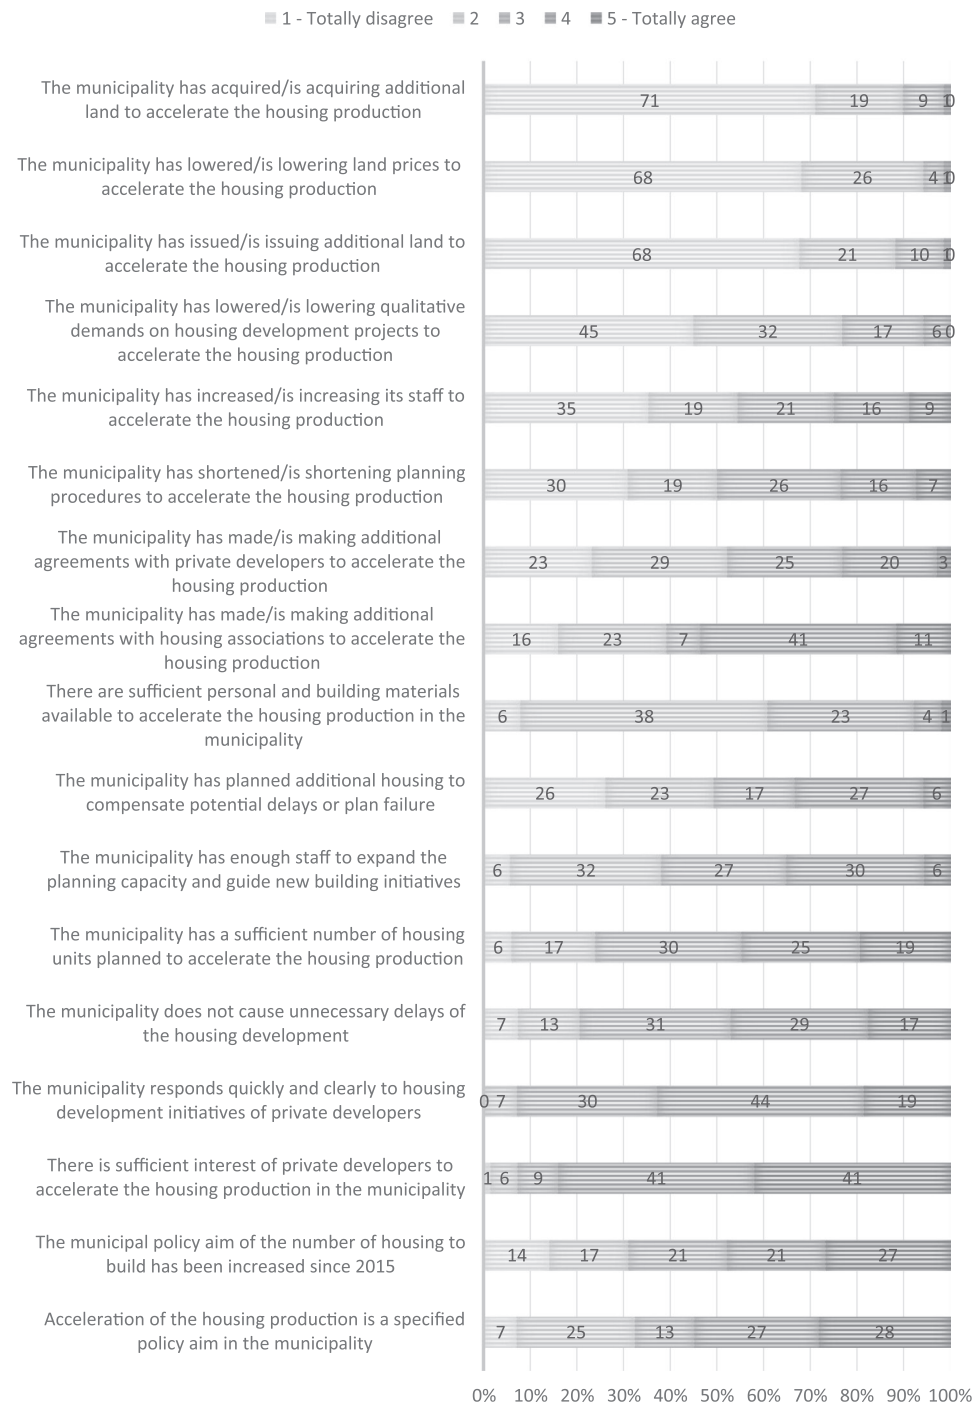 1 - Totally disagree 2 3 4 5 - Totally agree
The municipality has acquired/is acquiring additional
land to accelerate the housing production
71 19 9 1 0
The municipality has lowered/is lowering land prices to
accelerate the housing production
68 26 4 1 0
The municipality has issued/is issuing additional land to
accelerate the housing production
68 21 10 1 0
The municipality has lowered/is lowering qualitative
demands on housing development projects to
accelerate the housing production
45 32 17 6 0
The municipality has increased/is increasing its staff to
accelerate the housing production
35 19 21 16 9
The municipality has shortened/is shortening planning
procedures to accelerate the housing production
30 19 26 16 7
The municipality has made/is making additional
agreements with private developers to accelerate the
housing production
23 29 25 20 3
The municipality has made/is making additional
agreements with housing associations to accelerate the
housing production
16 23 7 41 11
There are sufficient personal and building materials
available to accelerate the housing production in the
municipality
6 38 23 4 1
The municipality has planned additional housing to
compensate potential delays or plan failure
26 23 17 27 6
The municipality has enough staff to expand the
planning capacity and guide new building initiatives
6 32 27 30 6
The municipality has a sufficient number of housing
units planned to accelerate the housing production
6 17 30 25 19
The municipality does not cause unnecessary delays of
the housing development
7 13 31 29 17
The municipality responds quickly and clearly to housing
development initiatives of private developers
0 7 30 44 19
There is sufficient interest of private developers to
accelerate the housing production in the municipality
1 6 9 41 41
The municipal policy aim of the number of housing to
build has been increased since 2015
14 17 21 21 27
Acceleration of the housing production is a specified
policy aim in the municipality
7 25 13 27 28
0% 10% 20% 30% 40% 50% 60% 70% 80% 90% 100%